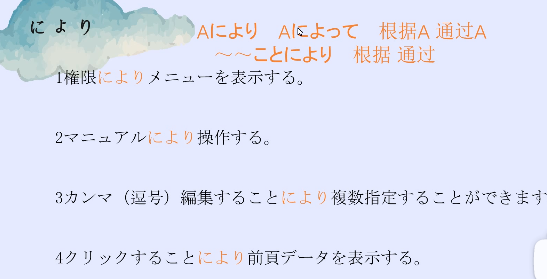 により
Aにより Aによって 根据A 通过A
～～ことにより 根据 通过
1権限によりメニューを表示する。
2マニュアルにより操作する。
3カンマ（逗号）編集することにより複数指定することができます
4クリックすることにより前頁データを表示する。